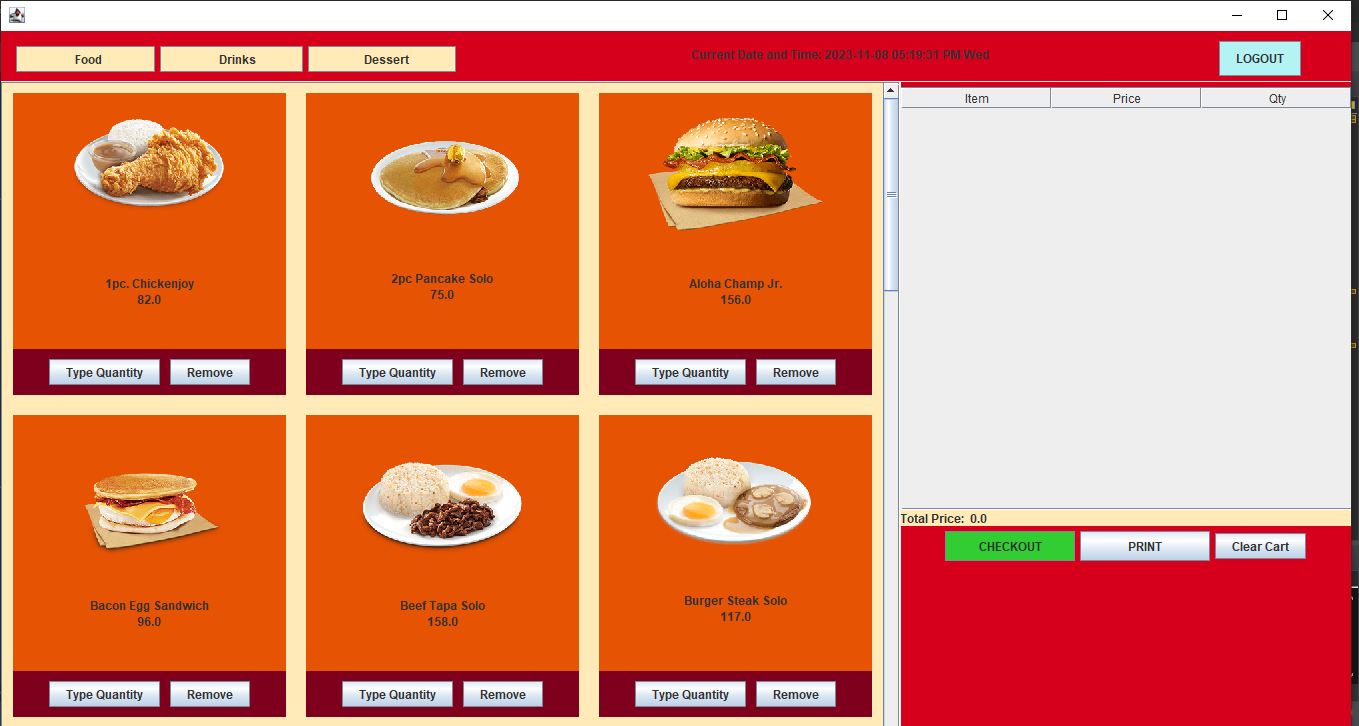 Food
Drinks
Dessert
Current Date and Time: 2023-11-08 05:19:31 PM Wed
LOGOUT
1pc. Chickenjoy
82.0
Type Quantity
Remove
2pc Pancake Solo
75.0
Type Quantity
Remove
Aloha Champ Jr.
156.0
Type Quantity
Remove
Bacon Egg Sandwich
96.0
Type Quantity
Remove
Beef Tapa Solo
158.0
Type Quantity
Remove
Burger Steak Solo
117.0
Type Quantity
Remove
Item
Price
Qty
Total Price: 0.0
CHECKOUT
PRINT
Clear Cart